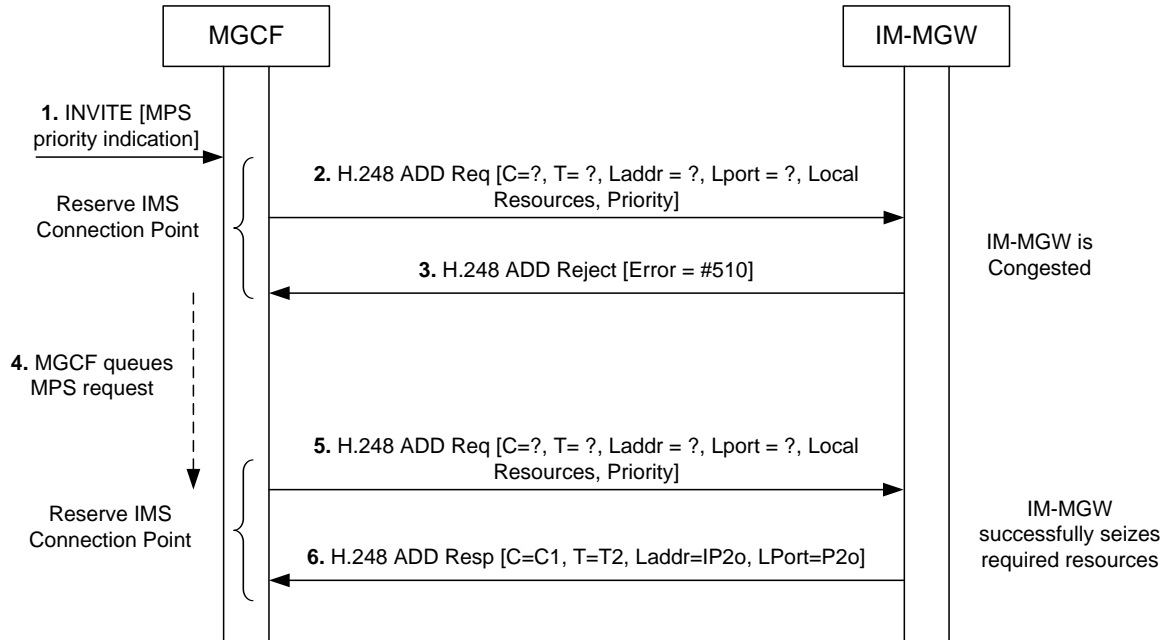 MGCF
IM-MGW
1. INVITE [MPS
priority indication]
2. H.248 ADD Req [C=?, T= ?, Laddr = ?, Lport = ?, Local
Resources, Priority]
Reserve IMS
Connection Point
IM-MGW is
Congested
3. H.248 ADD Reject [Error = #510]
4. MGCF queues
MPS request
5. H.248 ADD Req [C=?, T= ?, Laddr = ?, Lport = ?, Local
Resources, Priority]
Reserve IMS
Connection Point
IM-MGW
successfully seizes
required resources
6. H.248 ADD Resp [C=C1, T=T2, Laddr=IP2o, LPort=P2o]